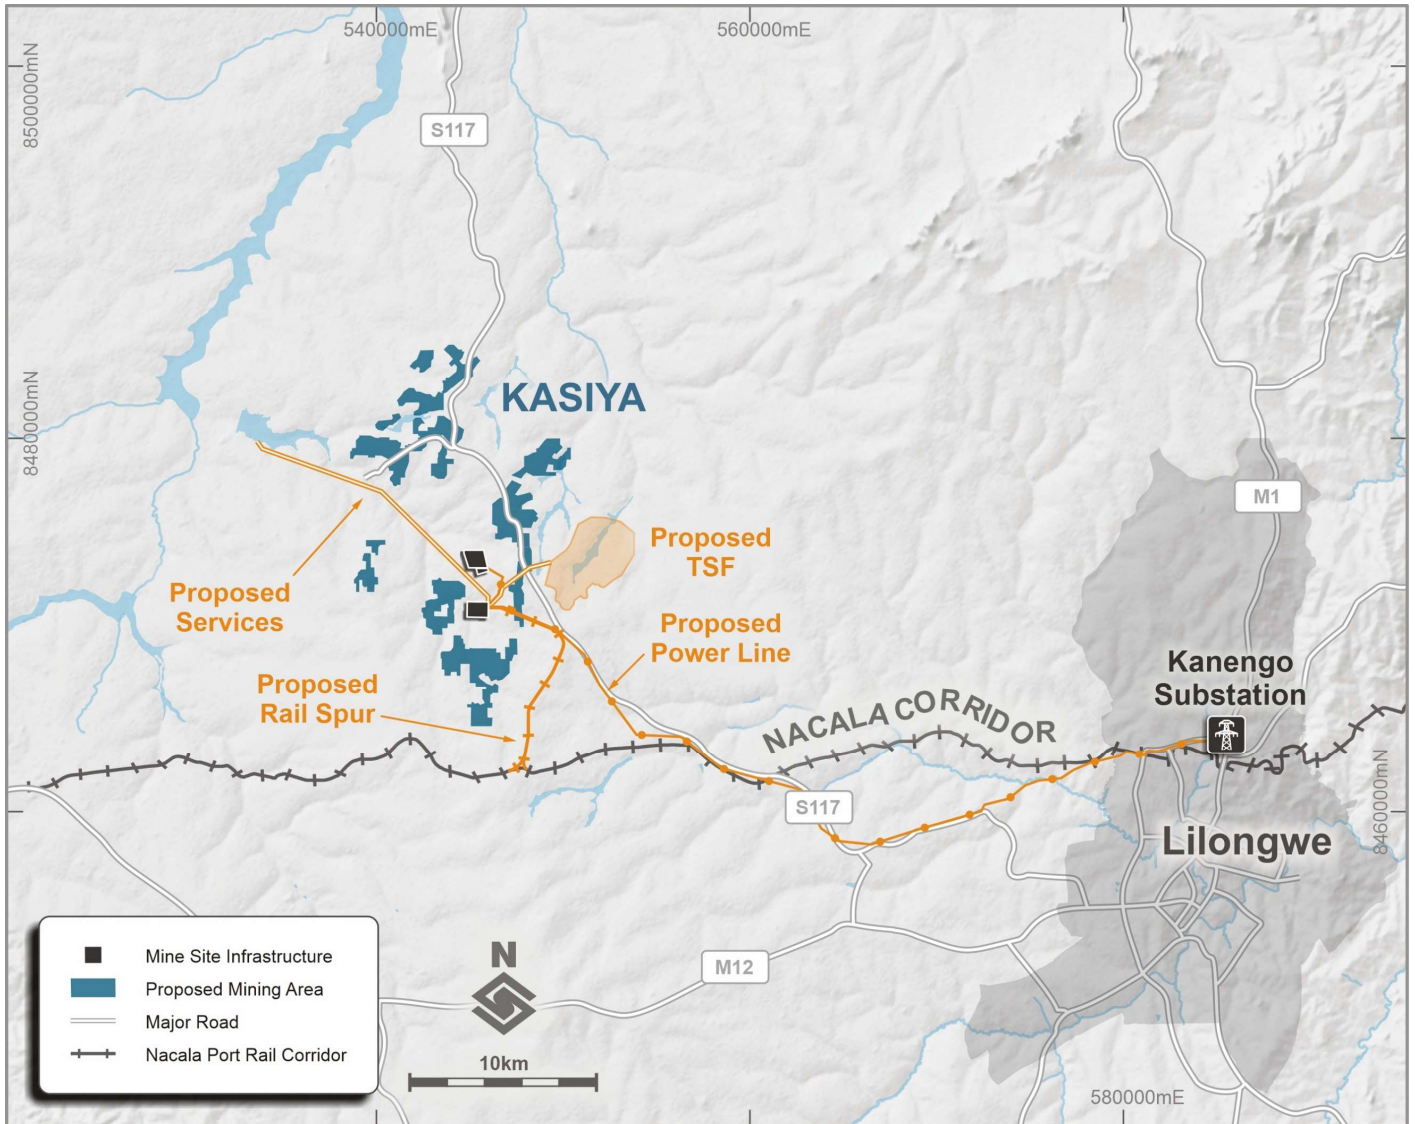 540000mE
560000mE
8500000mN
S117
KASIYA
8480000mN
M1
Proposed
TSF
Proposed
Services
Proposed
Power Line
Kanengo
Substation
Proposed
Rail Spur
NACALA CORRIDOR
S117
8460000mN
Lilongwe
M12
N
10km
580000mE
Mine Site Infrastructure
Proposed Mining Area
Major Road
Nacala Port Rail Corridor